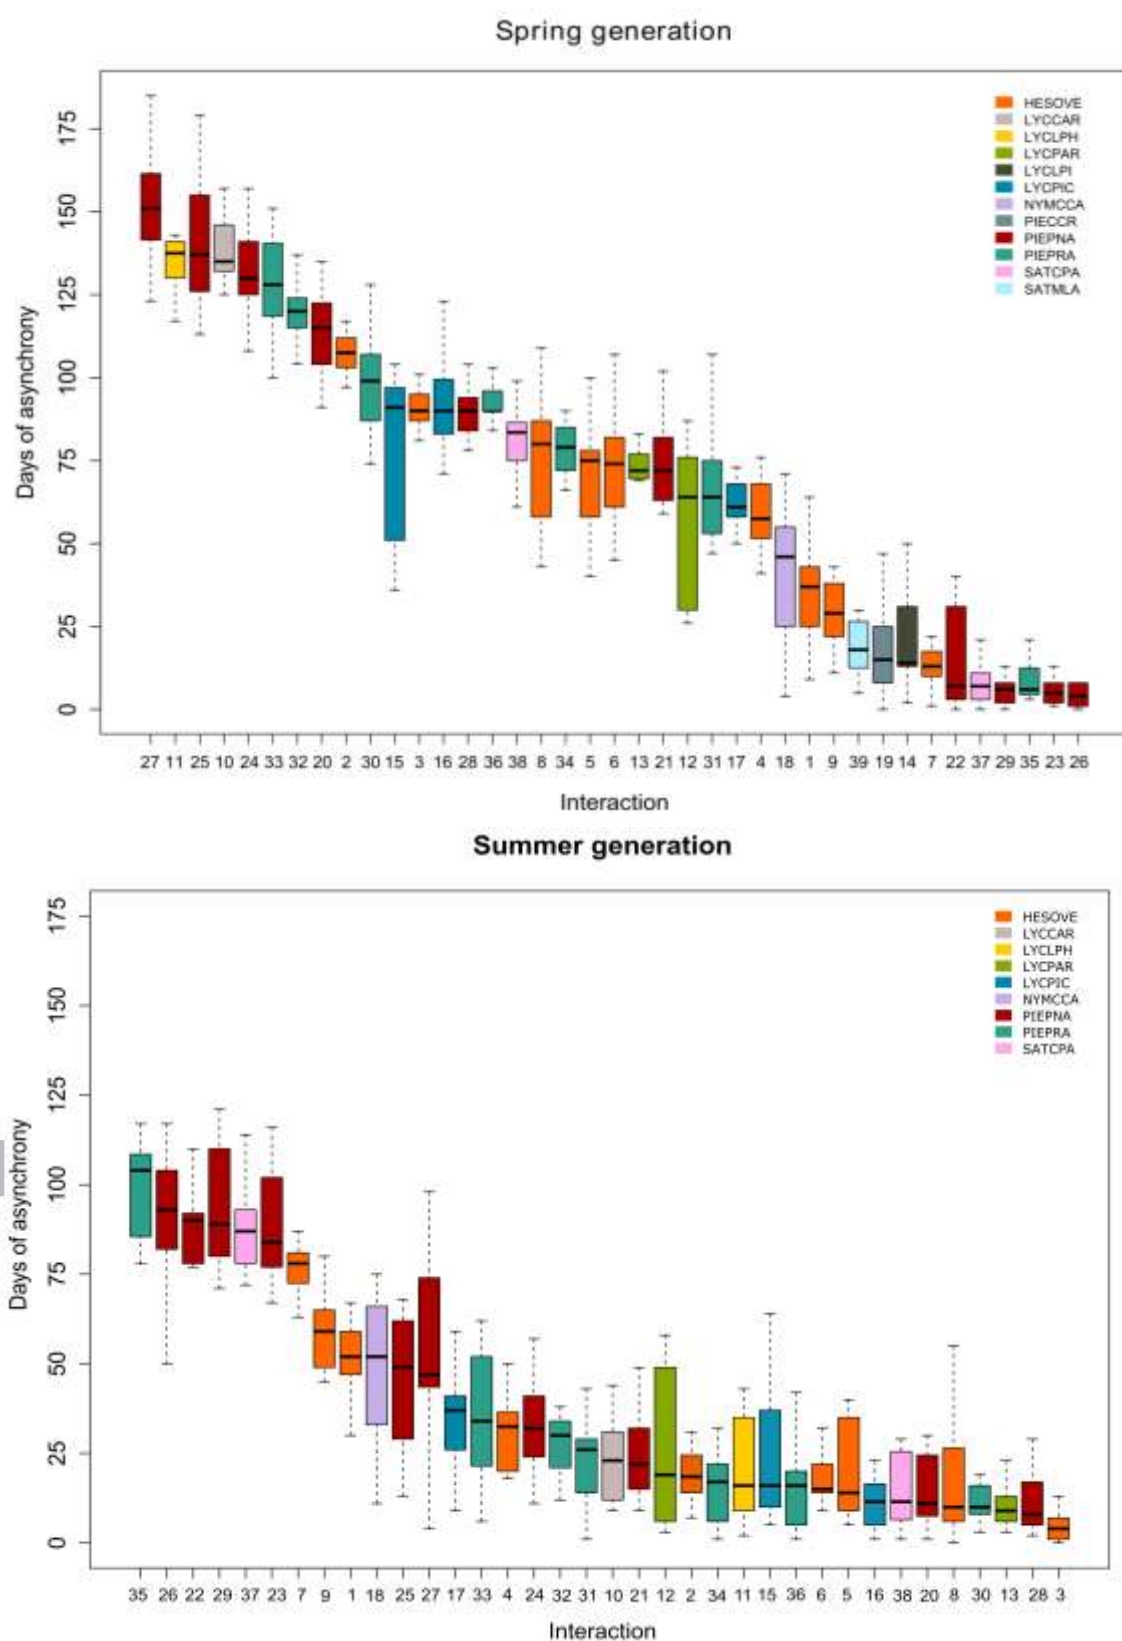 Spring generation
HESOVE
LYCCAR
LYCLPH
LYCPAR
LYCLPI
LYCPIC
NYMCCA
PIECCR
PIEPNA
PIEPRA
SATCPA
SATMLA
Days of asynchrony
175
150
125
100
75
50
25
0
27 11 25 10 24 33 32 20 2 30 15 3 16 28 36 38 8 34 5 6 13 21 12 31 17 4 18 1 9 39 19 14 7 22 37 29 35 23 26
Interaction
Summer generation
HESOVE
LYCCAR
LYCLPH
LYCPAR
LYCPIC
NYMCCA
PIEPNA
PIEPRA
SATCPA
Days of asynchrony
175
150
125
100
75
50
25
0
35 26 22 29 37 23 7 9 1 18 25 27 17 33 4 24 32 31 10 21 12 2 34 11 15 36 6 5 16 38 20 8 30 13 28 3
Interaction